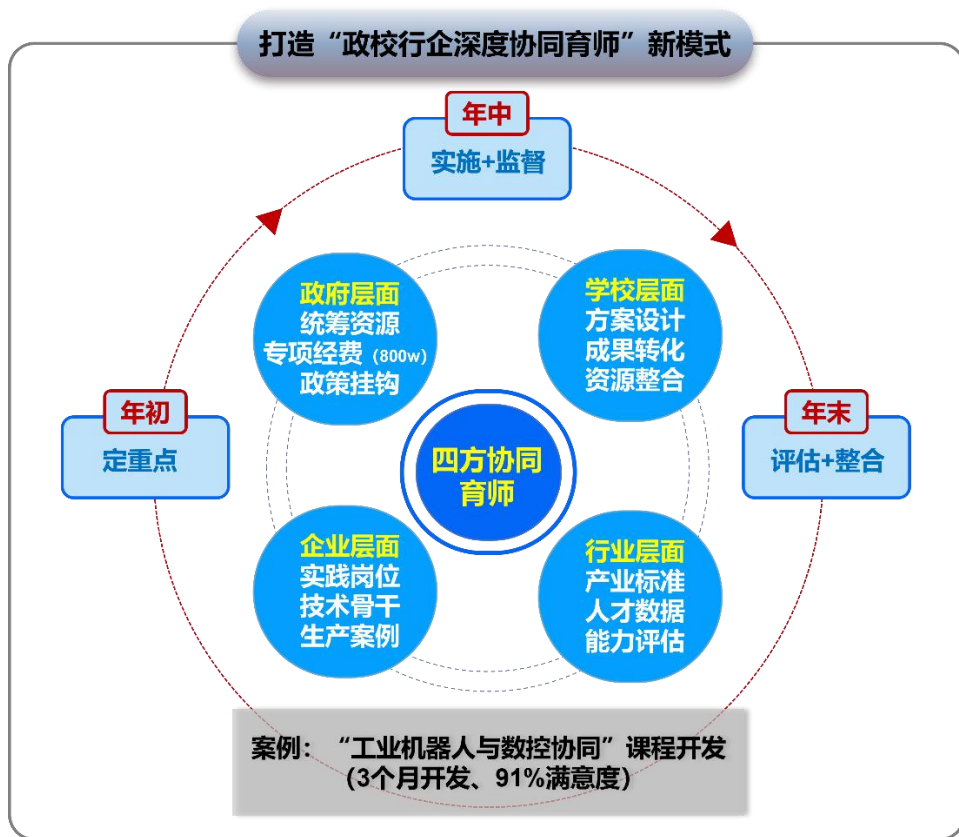 打造“政校行企深度协同育师”新模式
年中
实施+监督
政府层面
统筹资源
专项经费（800w）
政策挂钩
学校层面
方案设计
成果转化
资源整合
年初
定重点
四方协同
育师
年末
评估+整合
企业层面
实践岗位
技术骨干
生产案例
行业层面
产业标准
人才数据
能力评估
案例：“工业机器人与数控协同”课程开发
（3个月开发、91%满意度）